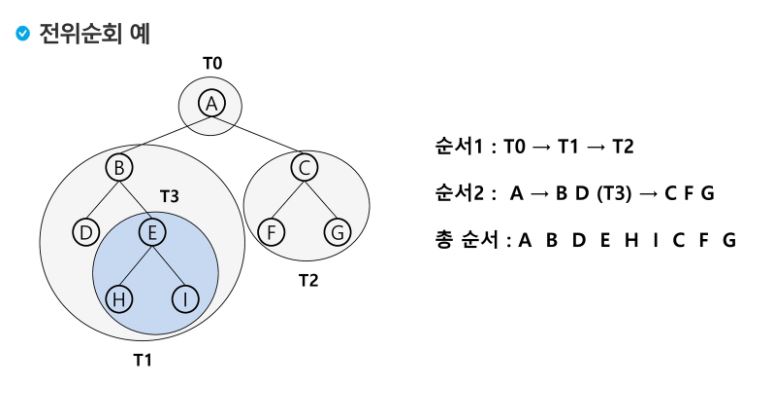 전위순회 예
T0
A
B
C
T3
D
E
F
G
H
I
T2
T1
순서1 : T0 → T1 → T2
순서2 : A → B D (T3) → C F G
총 순서 : A B D E H I C F G